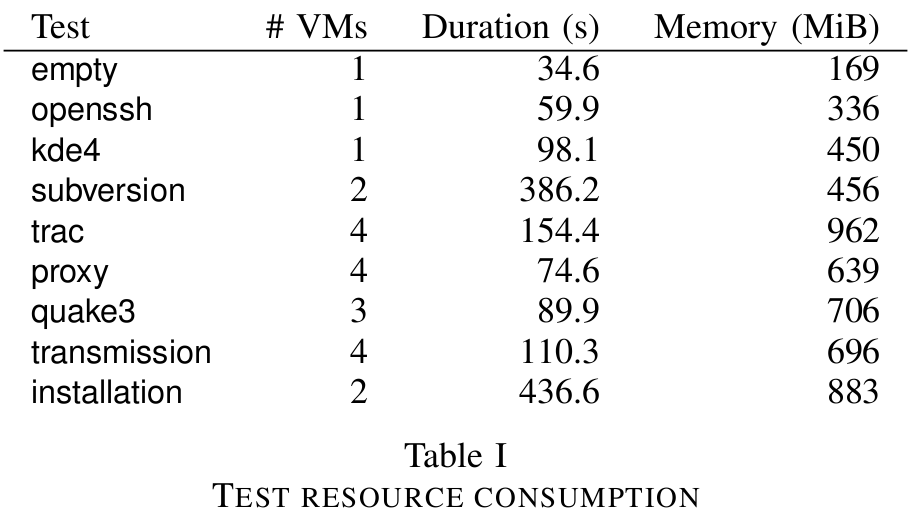 Test # VMs Duration (s) Memory (MiB)
empty 1 34.6 169
openssh 1 59.9 336
kde4 1 98.1 450
subversion 2 386.2 456
trac 4 154.4 962
proxy 4 74.6 639
quake3 3 89.9 706
transmission 4 110.3 696
installation 2 436.6 883
Table I
TEST RESOURCE CONSUMPTION